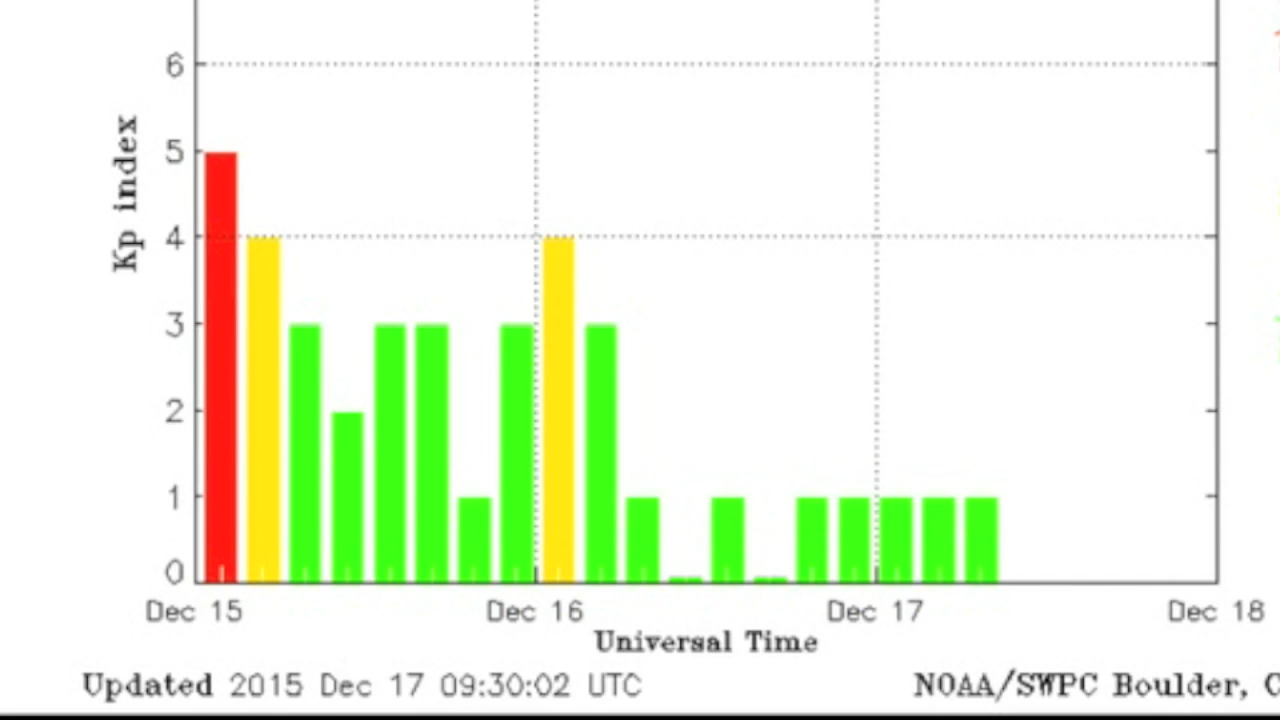 6
5
4
3
2
1
0
Kp index
Dec 15 Dec 16 Dec 17 Dec 18
Universal Time
Updated 2015 Dec 17 09:30:02 UTC NOAA/SWPC Boulder, C